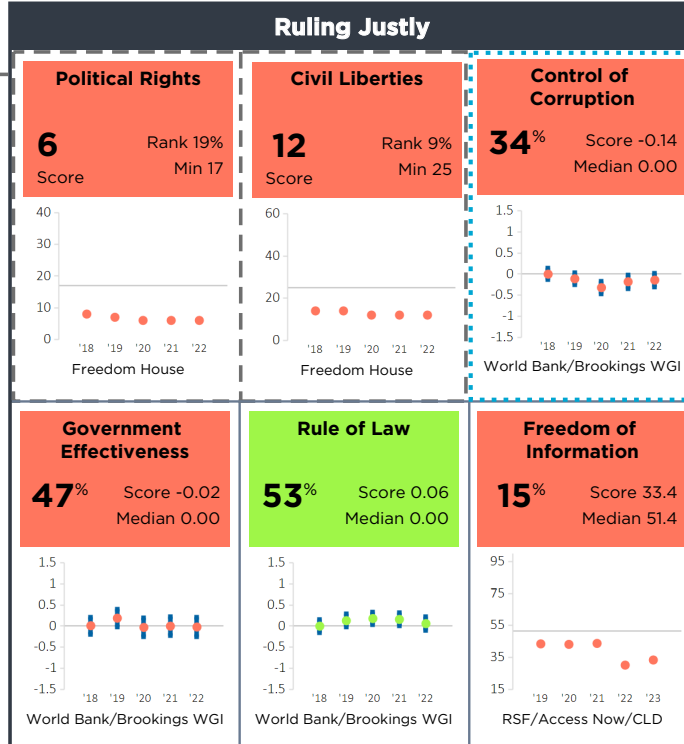 Ruling Justly
Political Rights
6
Score
Rank 19%
Min 17
40
30
20
10
0
'18 '19 '20 '21 '22
Freedom House
Civil Liberties
12
Score
Rank 9%
Min 25
60
40
20
0
'18 '19 '20 '21 '22
Freedom House
Control of
Corruption
34%
Score -0.14
Median 0.00
1.5
1
0.5
0
-0.5
-1
-1.5
'18 '19 '20 '21 '22
World Bank/Brookings WGI
Government
Effectiveness
47%
Score -0.02
Median 0.00
1.5
1
0.5
0
-0.5
-1
-1.5
'18 '19 '20 '21 '22
World Bank/Brookings WGI
Rule of Law
53%
Score 0.06
Median 0.00
1.5
1
0.5
0
-0.5
-1
-1.5
'18 '19 '20 '21 '22
World Bank/Brookings WGI
Freedom of
Information
15%
Score 33.4
Median 51.4
95
75
55
35
15
'19 '20 '21 '22 '23
RSF/Access Now/CLD